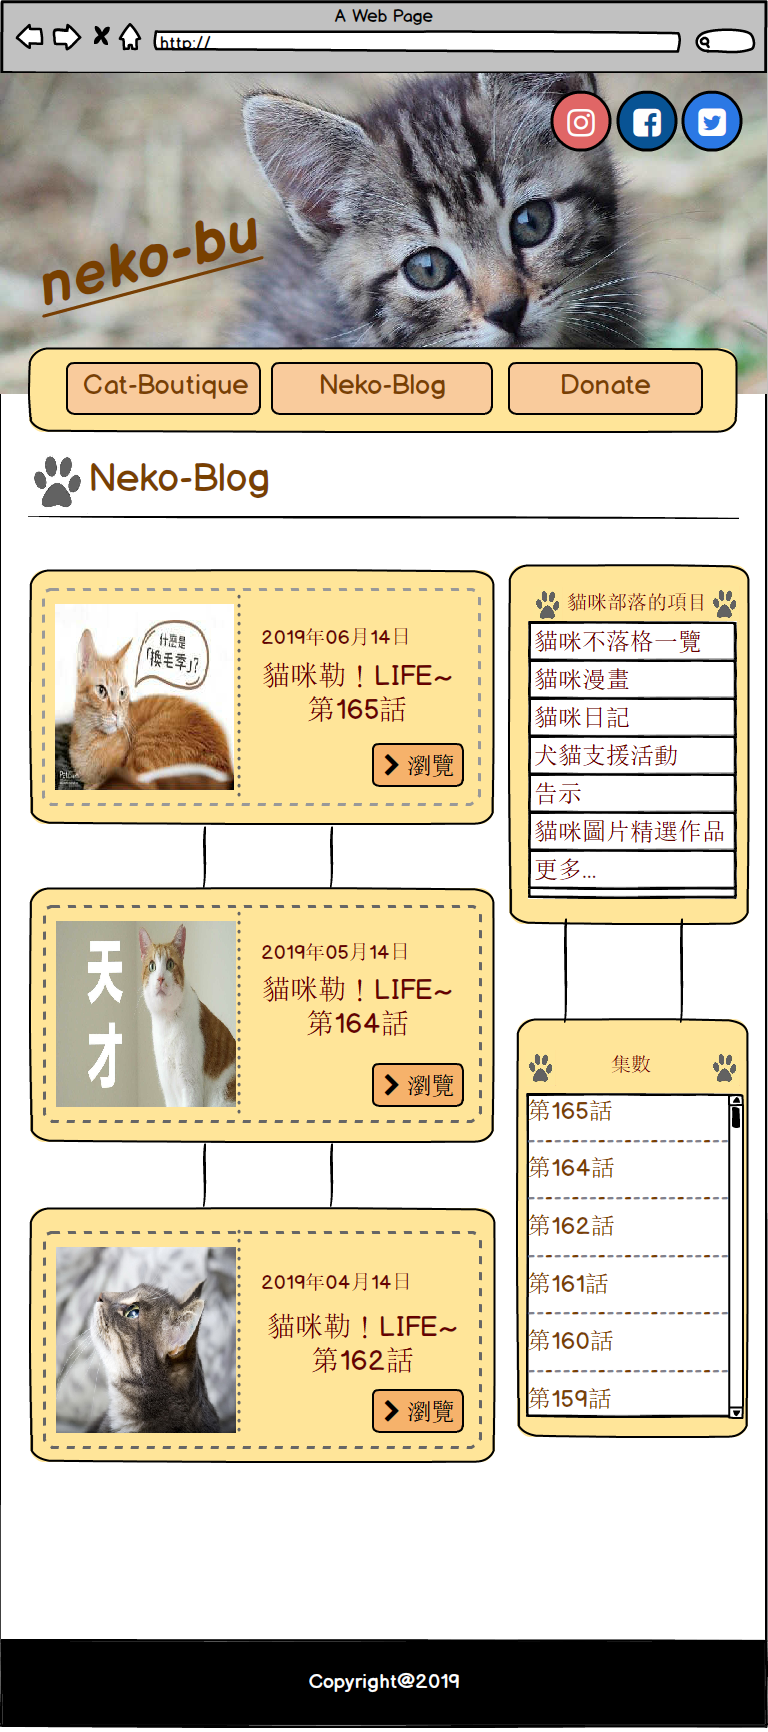 A Web Page
http://
neko-bu
Cat-Boutique
Neko-Blog
Donate
Neko-Blog
2019年06月14日
什麼是
「換毛季」?
貓咪勒！LIFE~
第165話
瀏覽
天
才
2019年05月14日
貓咪勒！LIFE~
第164話
瀏覽
2019年04月14日
貓咪勒！LIFE~
第162話
瀏覽
貓咪部落的項目
貓咪不落格一覽
貓咪漫畫
貓咪日記
犬貓支援活動
告示
貓咪圖片精選作品
更多...
集數
第165話
第164話
第162話
第161話
第160話
第159話
Copyright@2019